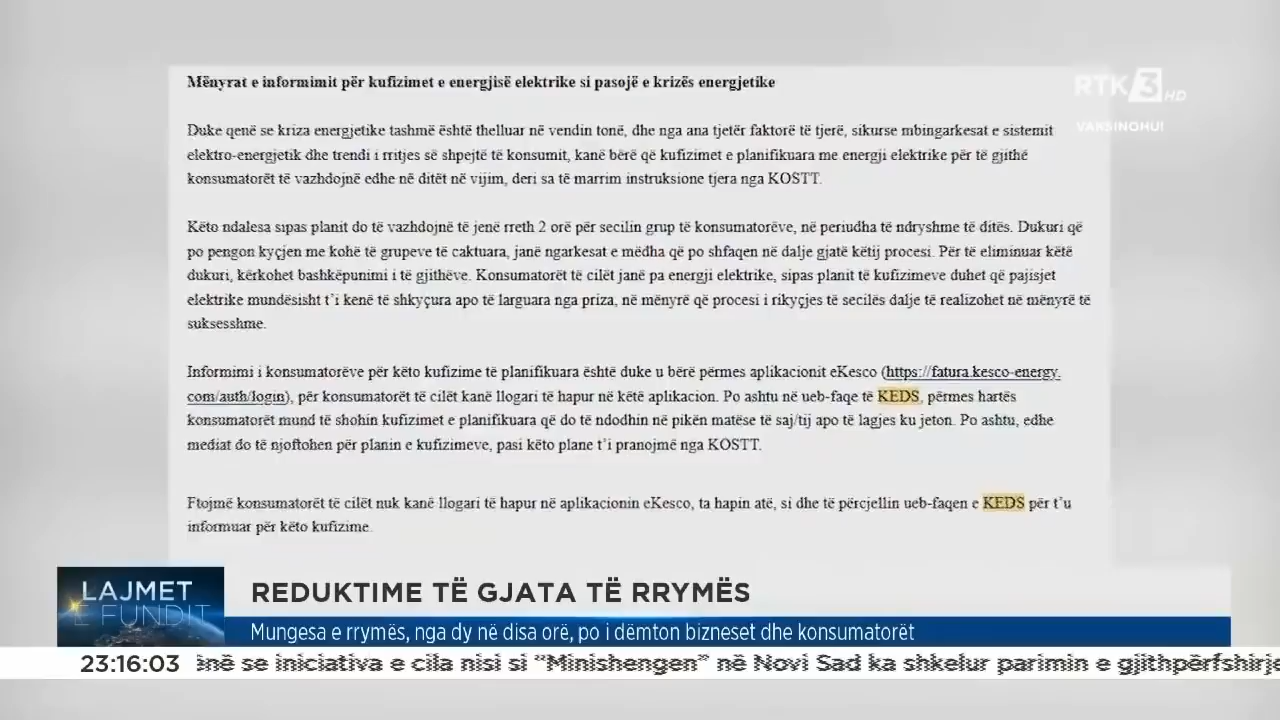 Mënyrat e informimit për kufizimet e energjisë elektrike si pasojë e krizës energjetike
RTK 3 HD
VAKSINOHU!
Duke qenë se kriza energjetike tashmë është thelluar në vendin tonë, dhe nga ana tjetër faktorë të tjerë, sikurse mbingarkesat e sistemit
elektro-energjetik dhe trendi i rritjes së shpejtë të konsumit, kanë bërë që kufizimet e planifikuara me energji elektrike për të gjithë
konsumatorët të vazhdojnë edhe në ditët në vijim, deri sa të marrim instruksione tjera nga KOSTT.
Këto ndalesa sipas planit do të vazhdojnë të jenë rreth 2 orë për secilin grup të konsumatorëve, në periudha të ndryshme të ditës. Dukuri që
po pengon kyçjen me kohë të grupeve të caktuara, janë ngarkesat e mëdha që po shfaqen në dalje gjatë këtij procesi. Për të eliminuar këtë
dukuri, kërkohet bashkëpunimi i të gjithëve. Konsumatorët të cilët janë pa energji elektrike, sipas planit të kufizimeve duhet që pajisjet
elektrike mundësisht t'i kenë të shkyçura apo të larguara nga priza, në mënyrë që procesi i rikyçjes të secilës dalje të realizohet në mënyrë të
suksesshme.
Informimi i konsumatorëve për këto kufizime të planifikuara është duke u bërë përmes aplikacionit eKesco (https://fatura.kesco-energy.
com/auth/login), për konsumatorët të cilët kanë llogari të hapur në këtë aplikacion. Po ashtu në ueb-faqe të KEDS, përmes hartës
konsumatorët mund të shohin kufizimet e planifikuara që do të ndodhin në pikën matëse të saj/tij apo të lagjes ku jeton. Po ashtu, edhe
mediat do të njoftohen për planin e kufizimeve, pasi këto plane t'i pranojmë nga KOSTT.
Ftojmë konsumatorët të cilët nuk kanë llogari të hapur në aplikacionin eKesco, ta hapin atë, si dhe të përcjellin ueb-faqen e KEDS për t'u
informuar për këto kufizime.
LAJMET
E FUNDIT
REDUKTIME TË GJATA TË RRYMËS
Mungesa e rrymës, nga dy në disa orë, po i dëmton bizneset dhe konsumatorët
23:16:03 se iniciativa e cila nisi si “Minishengen” në Novi Sad ka shkelur parimin e